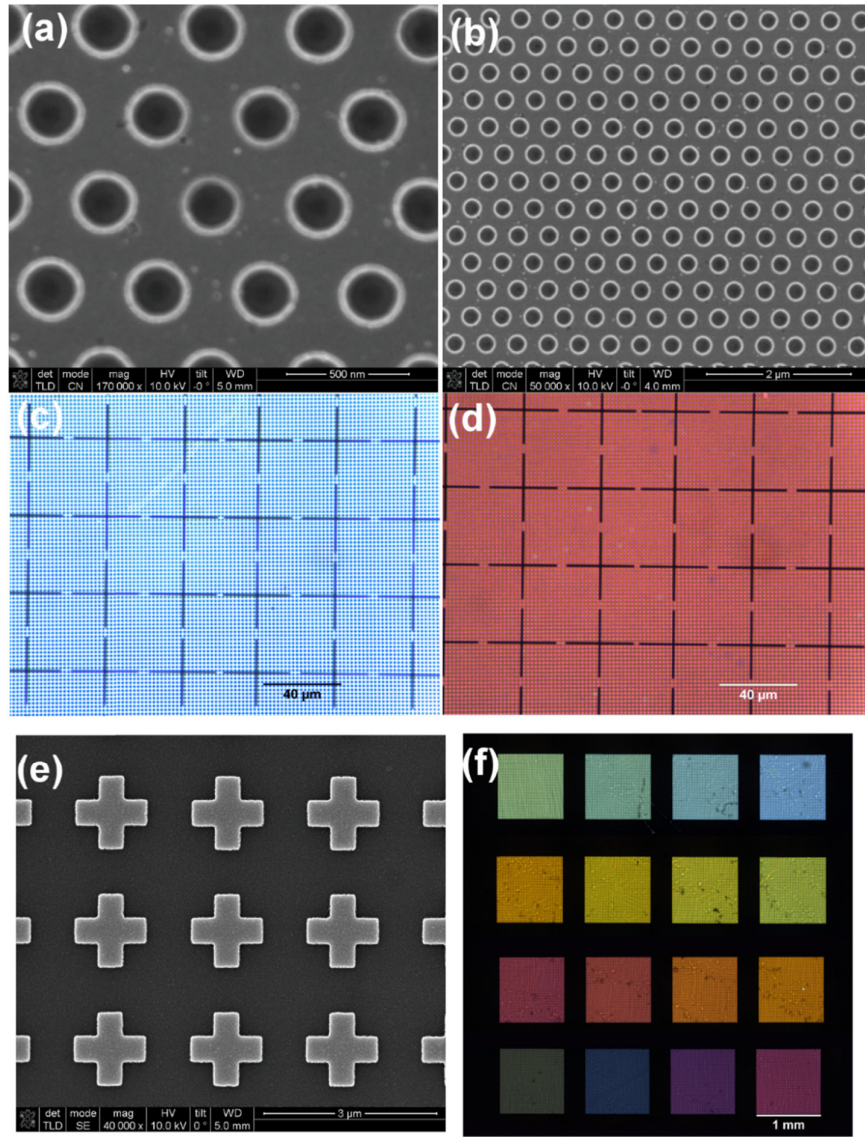 (a)
det mode mag HV tilt WD 500 nm
TLD CN 170 000 x 10.0 kV -0 ° 5.0 mm
(b)
det mode mag HV tilt WD 2 µm
TLD CN 50 000 x 10.0 kV -0 ° 4.0 mm
(c)
40 µm
(d)
40 µm
(e)
det mode mag HV tilt WD 3 µm
TLD SE 40 000 x 10.0 kV 0 ° 5.0 mm
(f)
1 mm